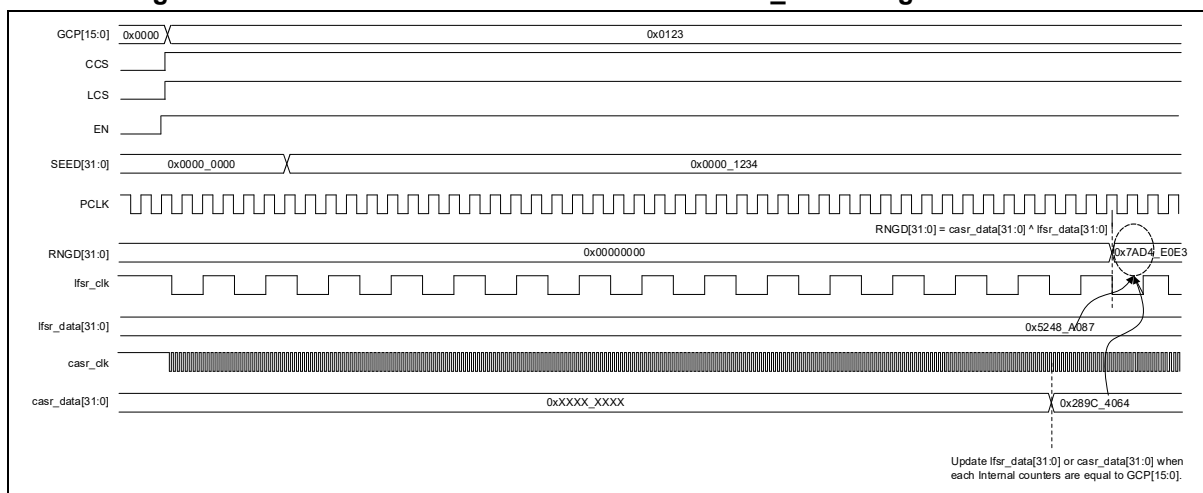 GCP[15:0] 0x0000 0x0123
CCS
LCS
EN
SEED[31:0] 0x0000_0000 0x0000_1234
PCLK
RNGD[31:0] = casr_data[31:0] ^ lfsr_data[31:0]
RNGD[31:0] 0x00000000 0x7AD4_E0E3
lfsr_clk
lfsr_data[31:0] 0x5248_A087
casr_clk
casr_data[31:0] 0xXXXX_XXXX 0x289C_4064
Update lfsr_data[31:0] or casr_data[31:0] when
each Internal counters are equal to GCP[15:0].